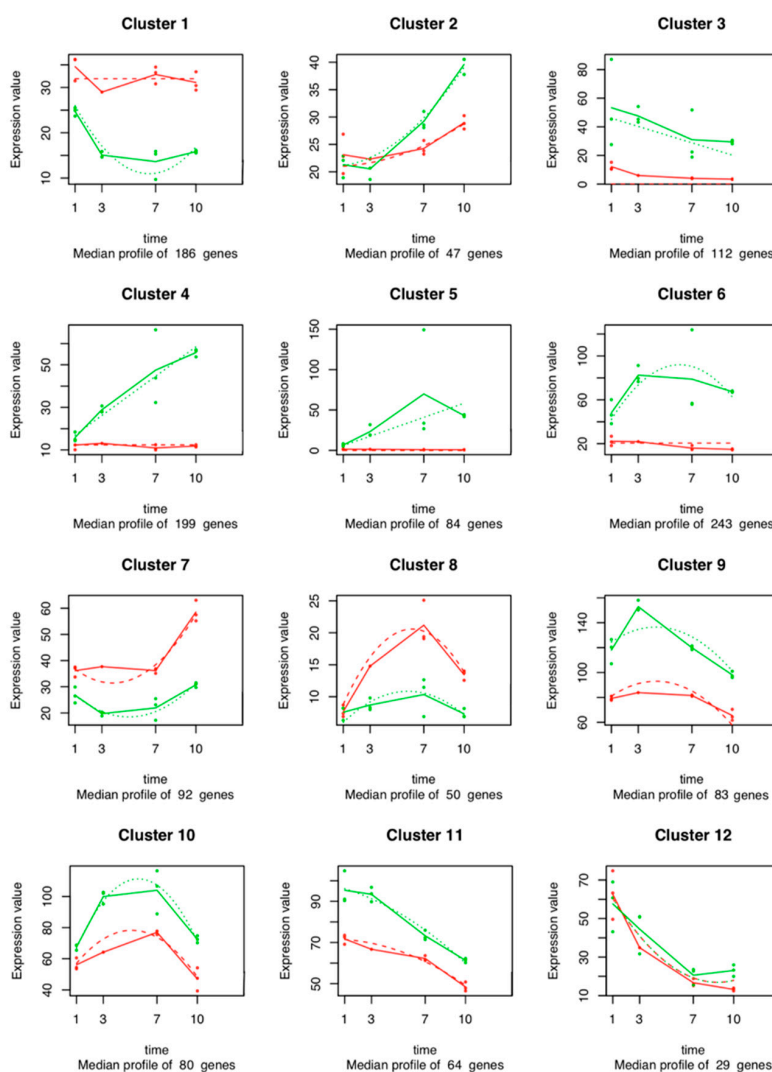 Cluster 1
Cluster 2
Cluster 3
Expression value
10
20
30
1
3
7
10
time
Median profile of 186 genes
Expression value
20
25
30
35
40
1
3
7
10
time
Median profile of 47 genes
Expression value
0
20
40
60
80
1
3
7
10
time
Median profile of 112 genes
Cluster 4
Cluster 5
Cluster 6
Expression value
10
30
50
1
3
7
10
time
Median profile of 199 genes
Expression value
0
50
100
150
1
3
7
10
time
Median profile of 84 genes
Expression value
20
60
100
1
3
7
10
time
Median profile of 243 genes
Cluster 7
Cluster 8
Cluster 9
Expression value
20
30
40
50
60
1
3
7
10
time
Median profile of 92 genes
Expression value
10
15
20
25
1
3
7
10
time
Median profile of 50 genes
Expression value
60
100
140
1
3
7
10
time
Median profile of 83 genes
Cluster 10
Cluster 11
Cluster 12
Expression value
40
60
80
100
1
3
7
10
time
Median profile of 80 genes
Expression value
50
70
90
1
3
7
10
time
Median profile of 64 genes
Expression value
10
30
50
70
1
3
7
10
time
Median profile of 29 genes